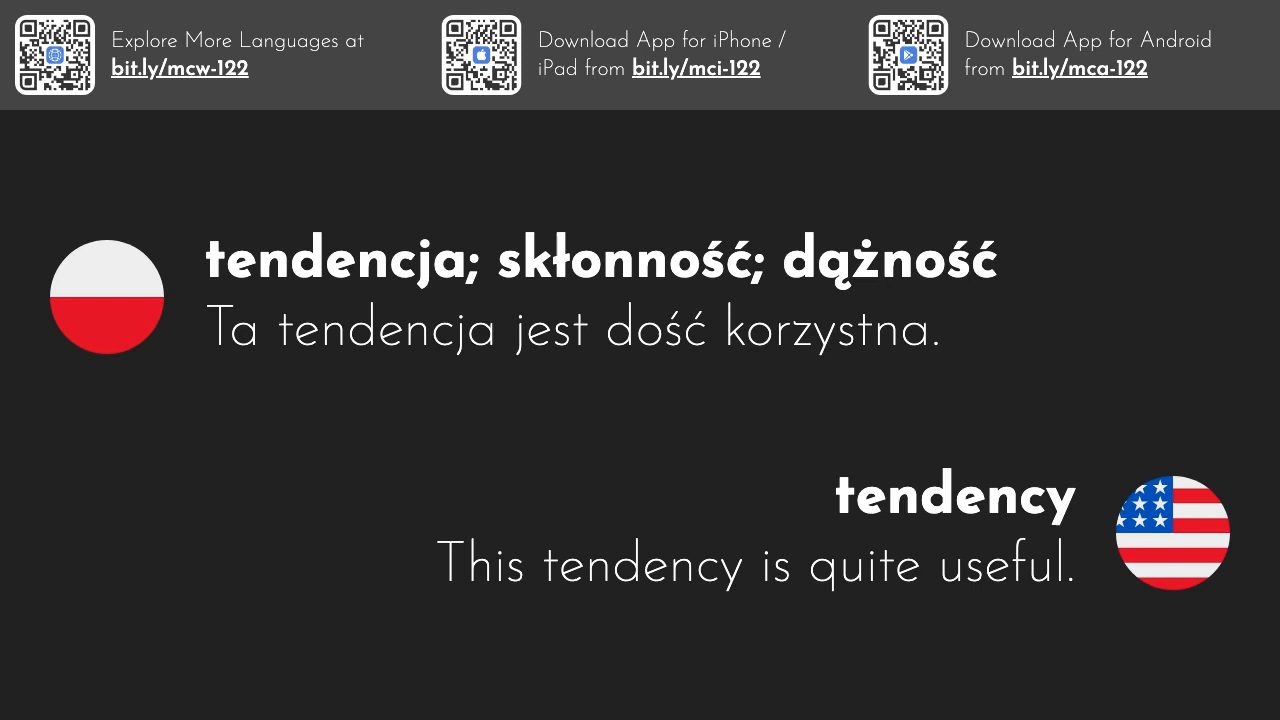 Explore More Languages at
bit.ly/mcw-122
Download App for iPhone /
iPad from bit.ly/mci-122
Download App for Android
from bit.ly/mca-122
tendencja; skłonność; dążność
Ta tendencja jest dość korzystna.
tendency
This tendency is quite useful.